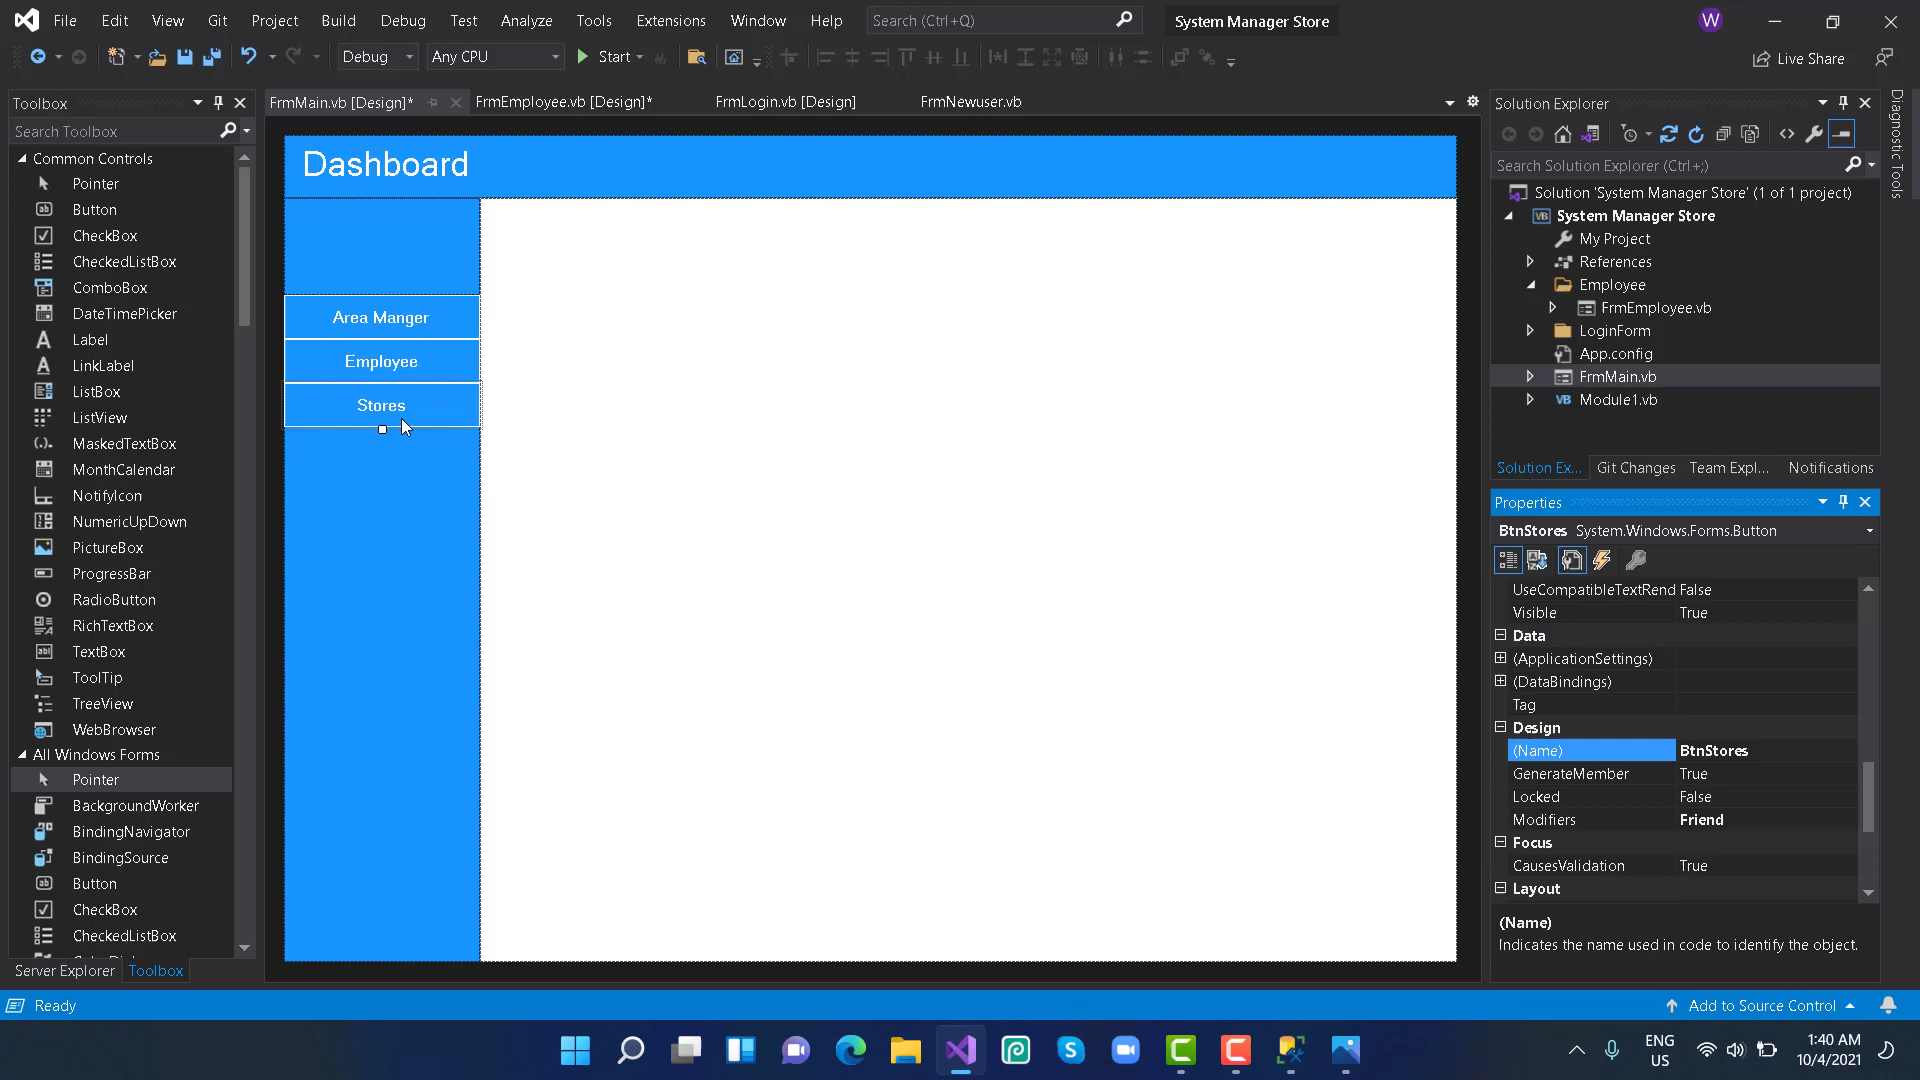 File Edit View Git Project Build Debug Test Analyze Tools Extensions Window Help Search (Ctrl+Q) System Manager Store W
Debug Any CPU Start Live Share
Toolbox
Search Toolbox
Common Controls
Pointer
Button
CheckBox
CheckedListBox
ComboBox
DateTimePicker
Label
LinkLabel
ListBox
ListView
MaskedTextBox
MonthCalendar
NotifyIcon
NumericUpDown
PictureBox
ProgressBar
RadioButton
RichTextBox
TextBox
ToolTip
TreeView
WebBrowser
All Windows Forms
Pointer
BackgroundWorker
BindingNavigator
BindingSource
Button
CheckBox
CheckedListBox
Server Explorer Toolbox
FrmMain.vb [Design]* FrmEmployee.vb [Design]* FrmLogin.vb [Design] FrmNewuser.vb
Dashboard
Area Manger
Employee
Stores
Solution Explorer
Search Solution Explorer (Ctrl+;)
Solution 'System Manager Store' (1 of 1 project)
System Manager Store
My Project
References
Employee
FrmEmployee.vb
LoginForm
App.config
FrmMain.vb
Module1.vb
Solution Ex... Git Changes Team Expl... Notifications
Diagnostic Tools
Properties
BtnStores System.Windows.Forms.Button
UseCompatibleTextRend False
Visible True
Data
(ApplicationSettings)
(DataBindings)
Tag
Design
(Name) BtnStores
GenerateMember True
Locked False
Modifiers Friend
Focus
CausesValidation True
Layout
(Name)
Indicates the name used in code to identify the object.
Ready Add to Source Control
ENG
US
1:40 AM
10/4/2021